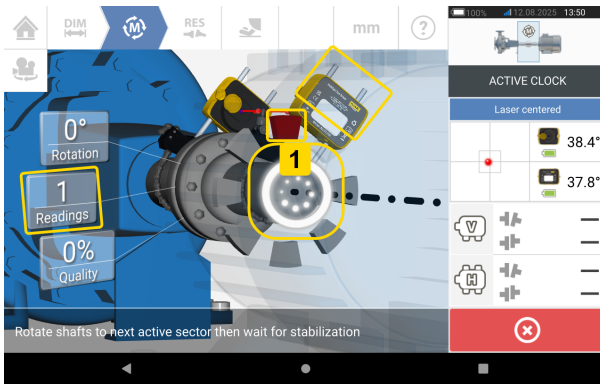 DIM
M
RES
mm
?
100%
12.08.2025 13:50
ACTIVE CLOCK
Laser centered
38.4°
37.8°
V
H
0°
Rotation
1
Readings
0%
Quality
1
Rotate shafts to next active sector then wait for stabilization